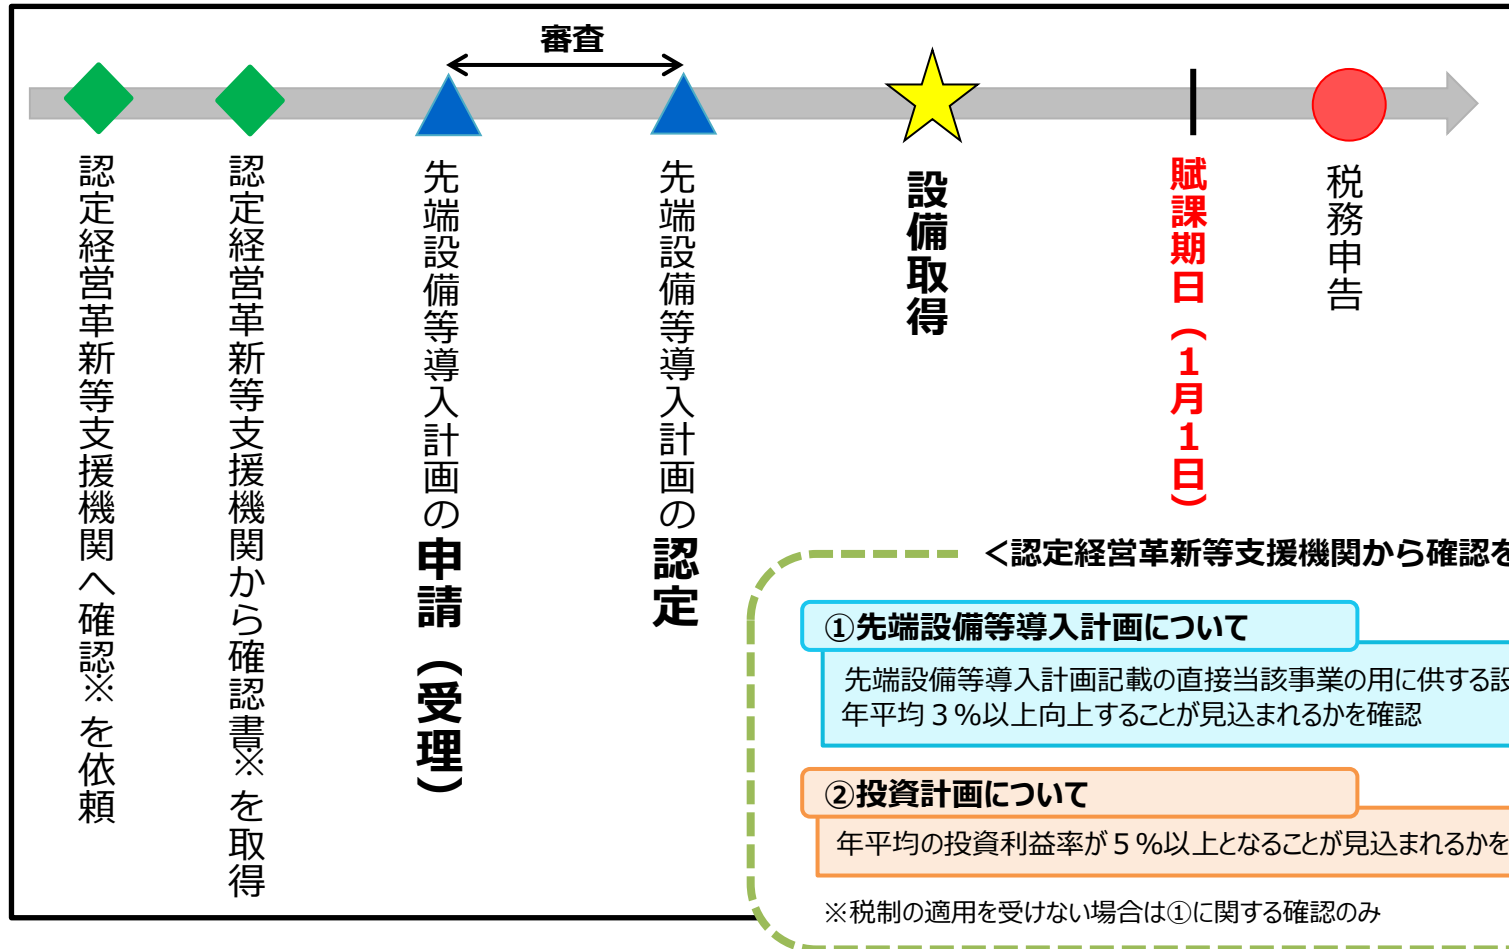 審査
認定経営革新等支援機関へ確認※を依頼
認定経営革新等支援機関から確認書※を取得
先端設備等導入計画の申請（受理）
先端設備等導入計画の認定
設備取得
賦課期日（１月１日）
税務申告
＜認定経営革新等支援機関から確認を
①先端設備等導入計画について
先端設備等導入計画記載の直接当該事業の用に供する設
年平均３％以上向上することが見込まれるかを確認
②投資計画について
年平均の投資利益率が５％以上となることが見込まれるかを
※税制の適用を受けない場合は①に関する確認のみ